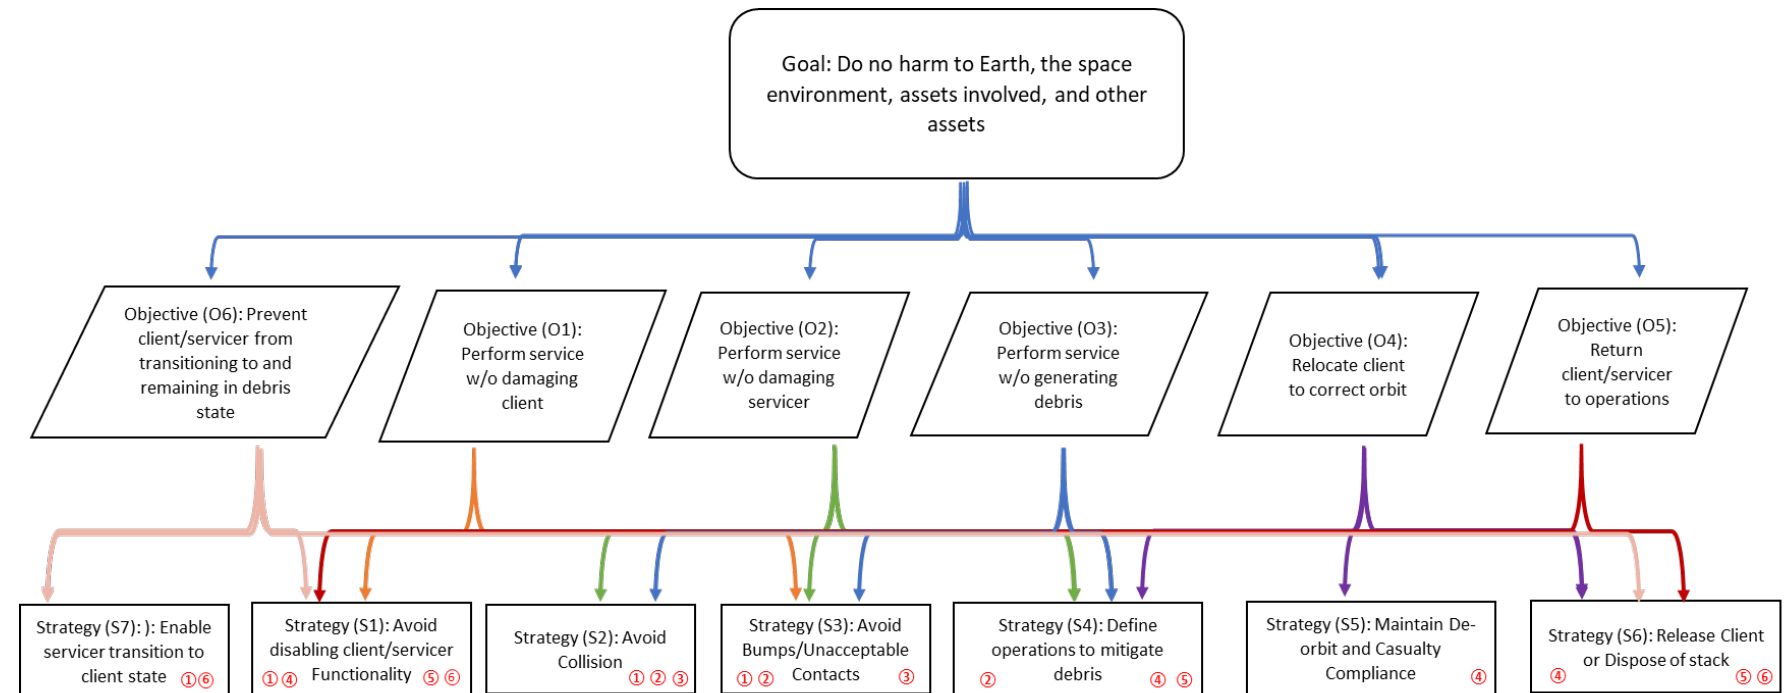 Goal: Do no harm to Earth, the space
environment, assets involved, and other
assets
Objective (O6): Prevent
client/servicer from
transitioning to and
remaining in debris
state
Objective (O1):
Perform service
w/o damaging
client
Objective (O2):
Perform service
w/o damaging
servicer
Objective (O3):
Perform service
w/o generating
debris
Objective (O4):
Relocate client
to correct orbit
Objective (O5):
Return
client/servicer
to operations
Strategy (S7): ): Enable
servicer transition to
client state ①⑥
Strategy (S1): Avoid
disabling client/servicer
①④ Functionality ⑤⑥
Strategy (S2): Avoid
Collision
①②③
Strategy (S3): Avoid
Bumps/Unacceptable
①② Contacts ③
Strategy (S4): Define
operations to mitigate
② debris ④⑤
Strategy (S5): Maintain De-
orbit and Casualty
Compliance ④
Strategy (S6): Release Client
or Dispose of stack
④ ⑤⑥